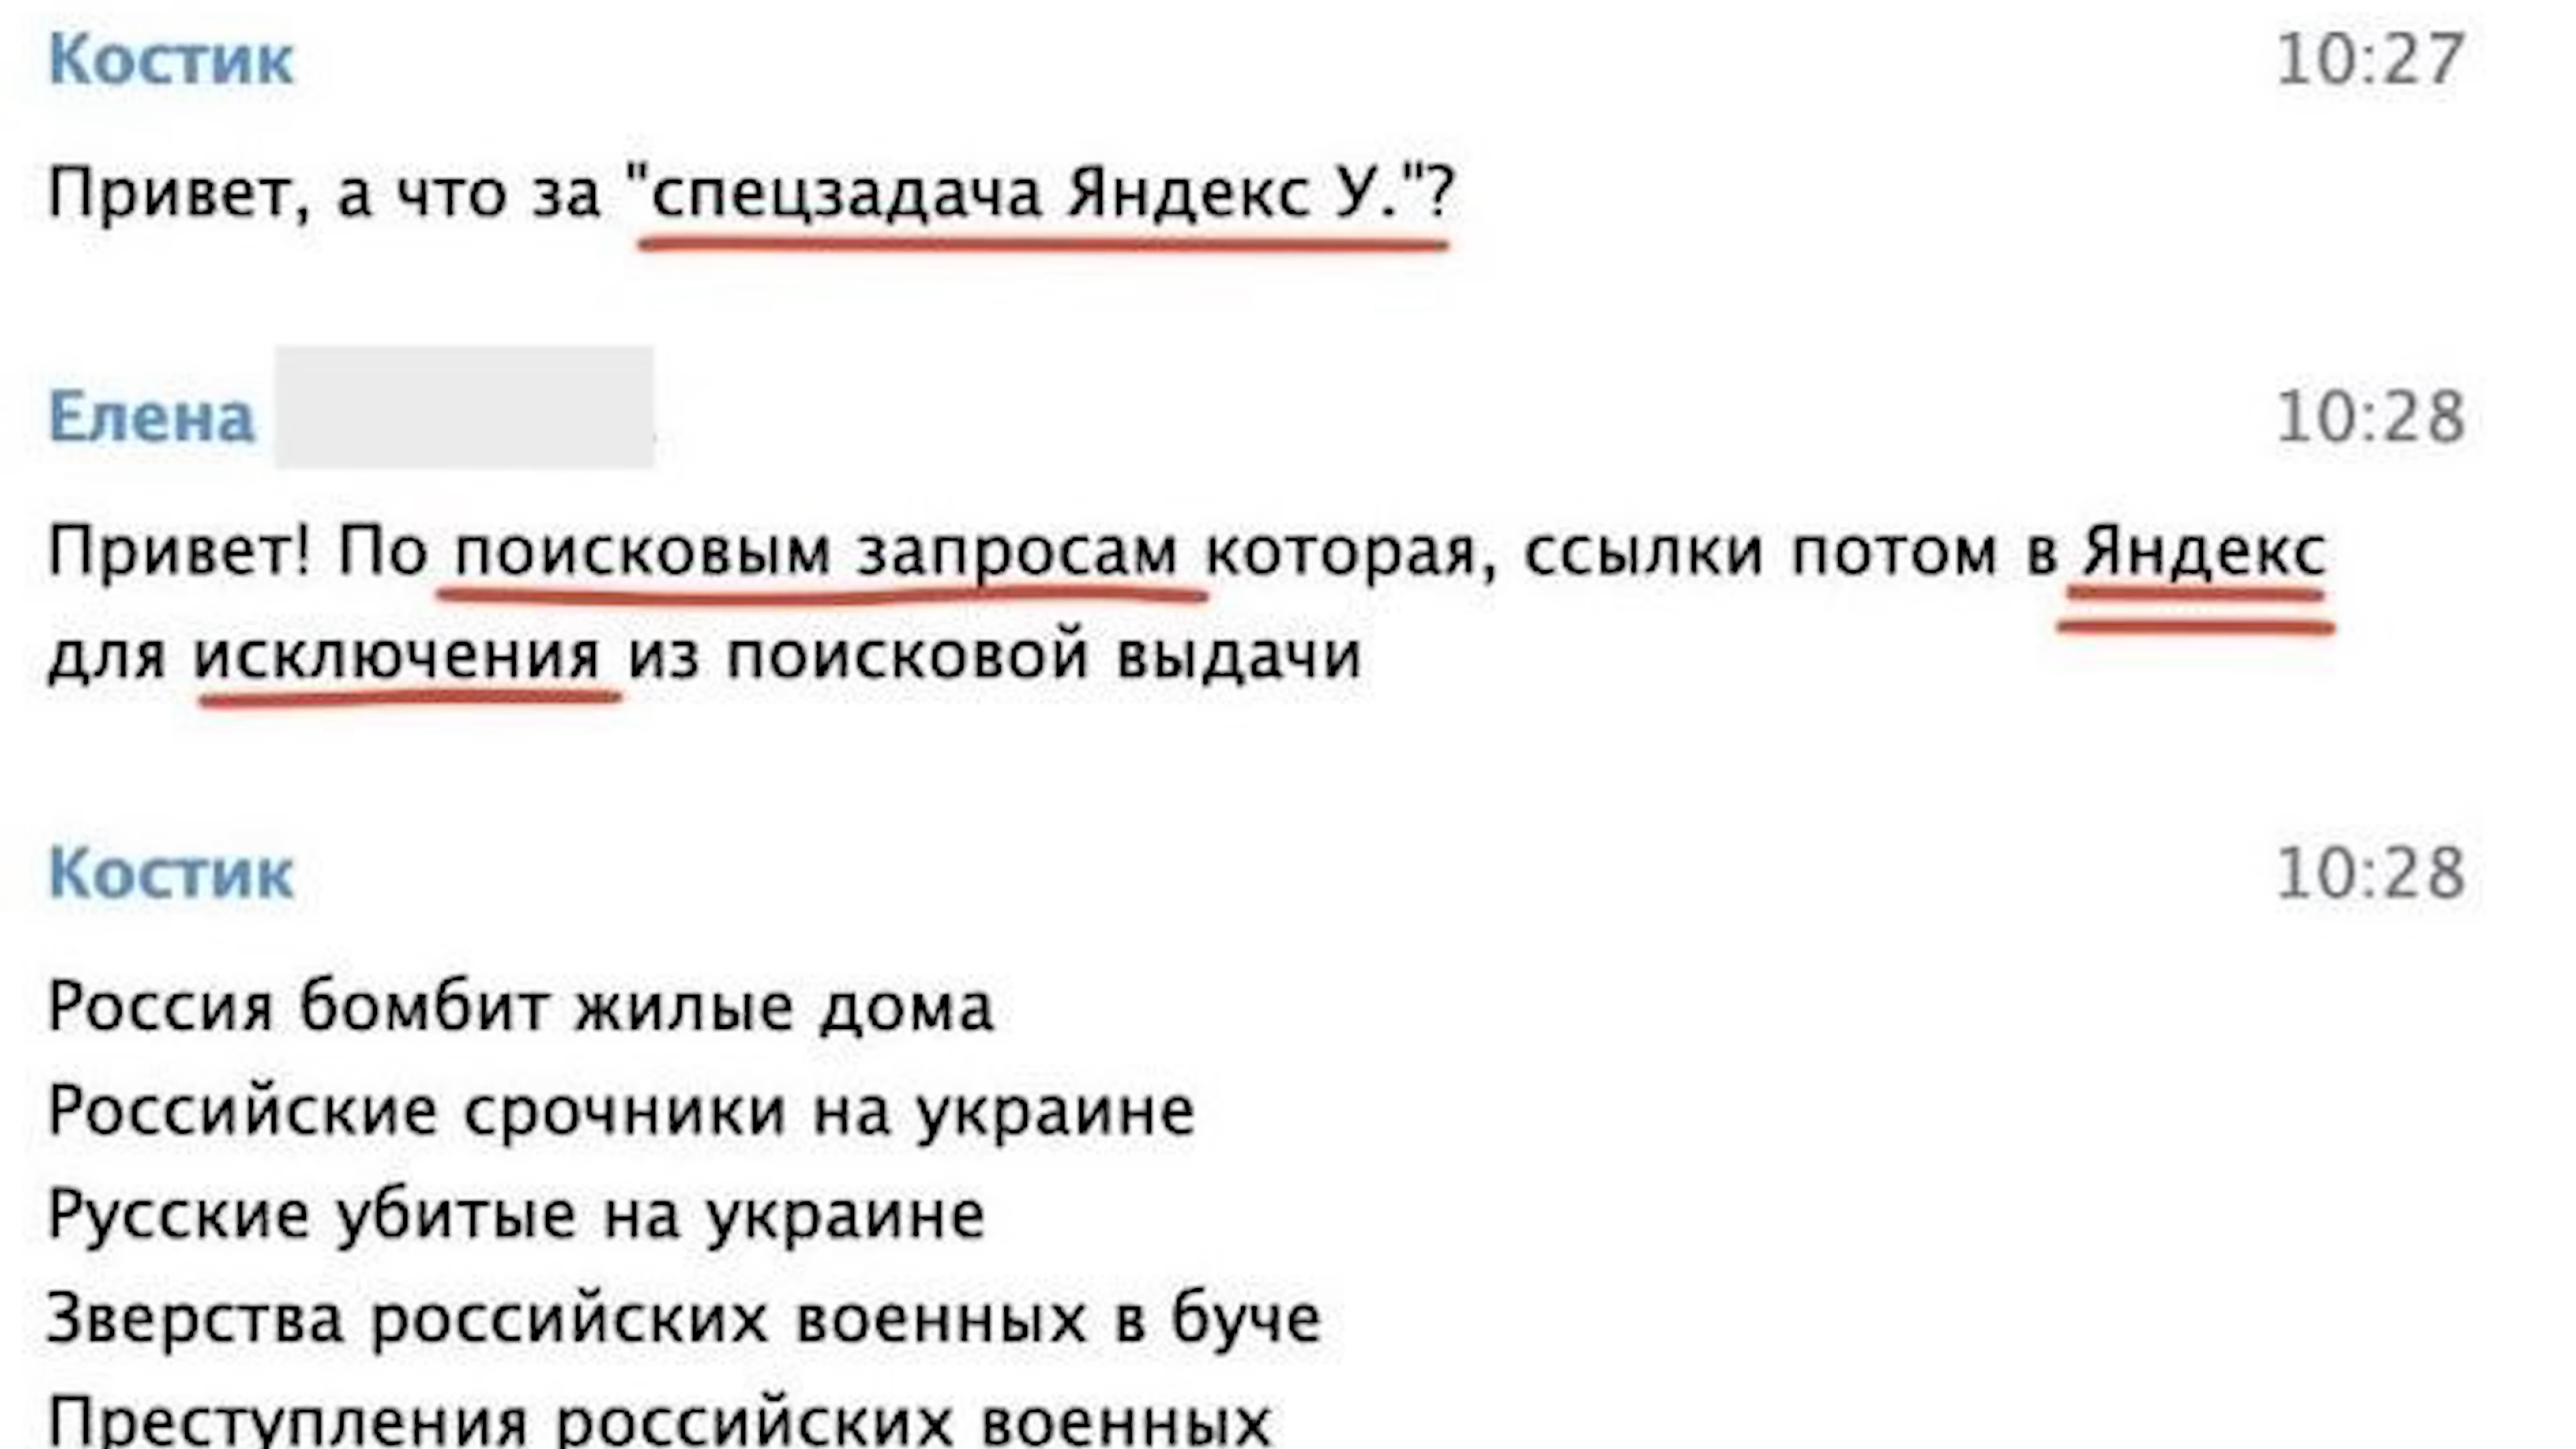 Костик 10:27
Привет, а что за "спецзадача Яндекс У."?
Елена 10:28
Привет! По поисковым запросам которая, ссылки потом в Яндекс
для исключения из поисковой выдачи
Костик 10:28
Россия бомбит жилые дома
Российские срочники на украине
Русские убитые на украине
Зверства российских военных в буче
Преступления российских военных